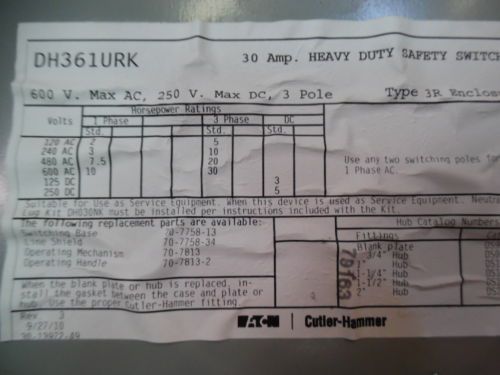 DH361URK 30 Amp. HEAVY DUTY SAFETY SWITCH
600 V. Max AC, 250 V. Max DC, 3 Pole Type 3R Enclos
Horsepower Ratings
Volts 1 Phase 3 Phase DC
Std. Std.
120 AC 2 5
240 AC 3 10
480 AC 7.5 20
600 AC 10 30
125 DC 3
250 DC 5
Use any two switching poles for
1 Phase AC.
Suitable for Use as Service Equipment. When this device is used as Service Equipment, Neutra
Lug Kit DH030NK must be installed per instructions included with the Kit.
The following replacement parts are available:
Switching Base 70-7758-13
Line Shield 70-7758-34
Operating Mechanism 70-7813
Operating Handle 70-7813-2
Hub Catalog Number
Fittings
Blank plate
3/4" Hub
1" Hub
1-1/4" Hub
1-1/2" Hub
2" Hub
79163
When the blank plate or hub is replaced, in-
stall the gasket between the case and plate or
hub. Use the proper Cutler-Hammer fitting.
Rev 3
9/27/10
EATON | Cutler-Hammer